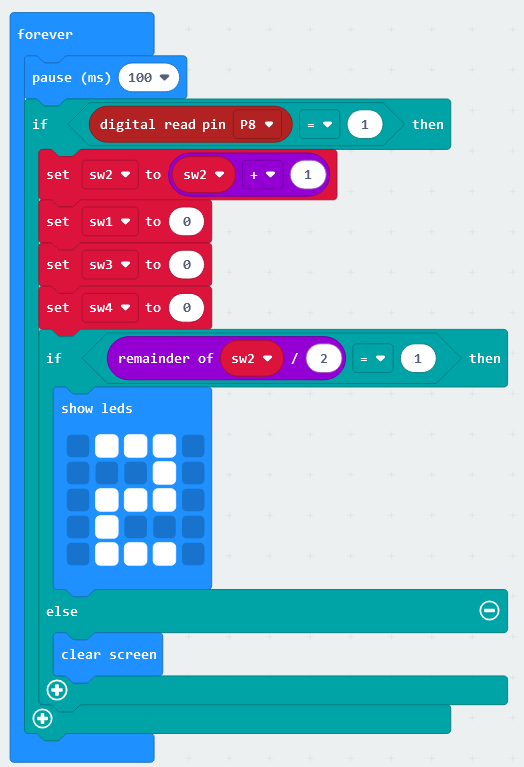 forever
pause (ms) 100
if digital read pin P8 = 1 then
set sw2 to sw2 + 1
set sw1 to 0
set sw3 to 0
set sw4 to 0
if remainder of sw2 / 2 = 1 then
show leds
else
clear screen